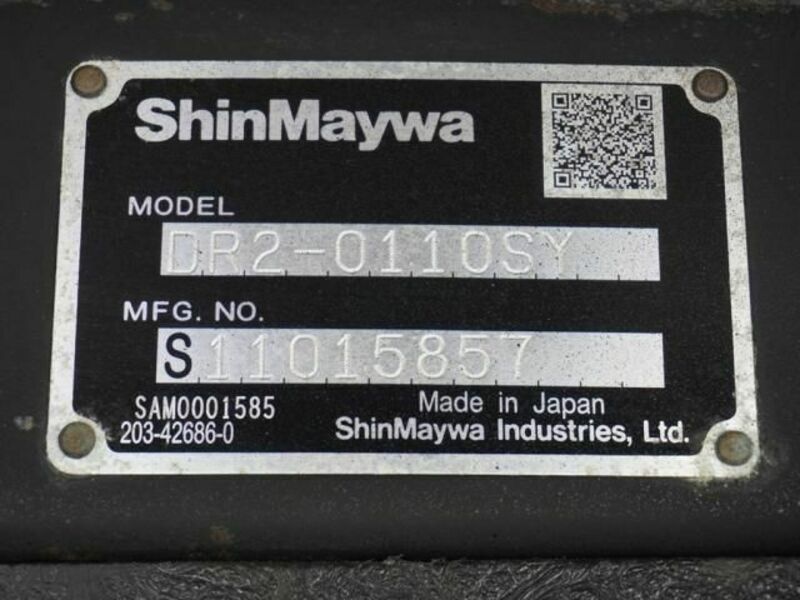 ShinMaywa
MODEL
DR2-0110SY
MFG. NO.
S11015857
SAM0001585
Made in Japan
203-42686-0
ShinMaywa Industries, Ltd.